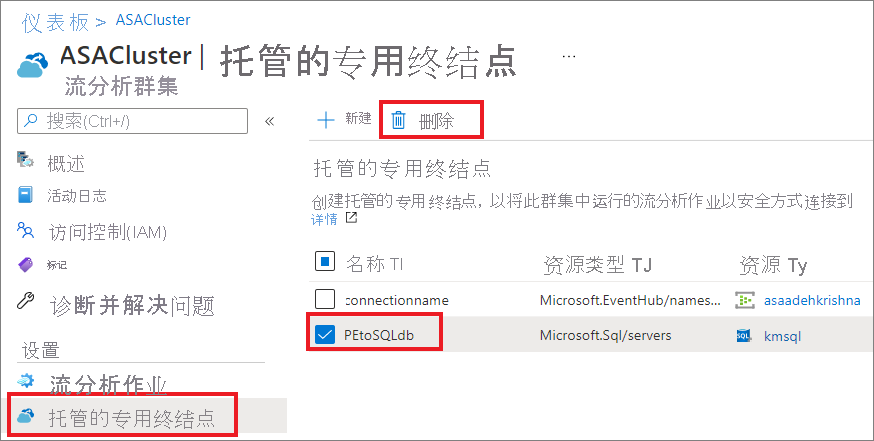 仪表板 > ASACluster
ASACluster | 托管的专用终结点 ...
流分析群集
搜索(Ctrl+/) «
概述
活动日志
访问控制(IAM)
标记
诊断并解决问题
设置
流分析作业
托管的专用终结点
新建 删除
托管的专用终结点
创建托管的专用终结点，以将此群集中运行的流分析作业以安全方式连接到
详情
名称 TI 资源类型 TJ 资源 Ty
connectionname Microsoft.EventHub/names... asaadehkrishna
PEtoSQLdb Microsoft.Sql/servers SQL kmsql